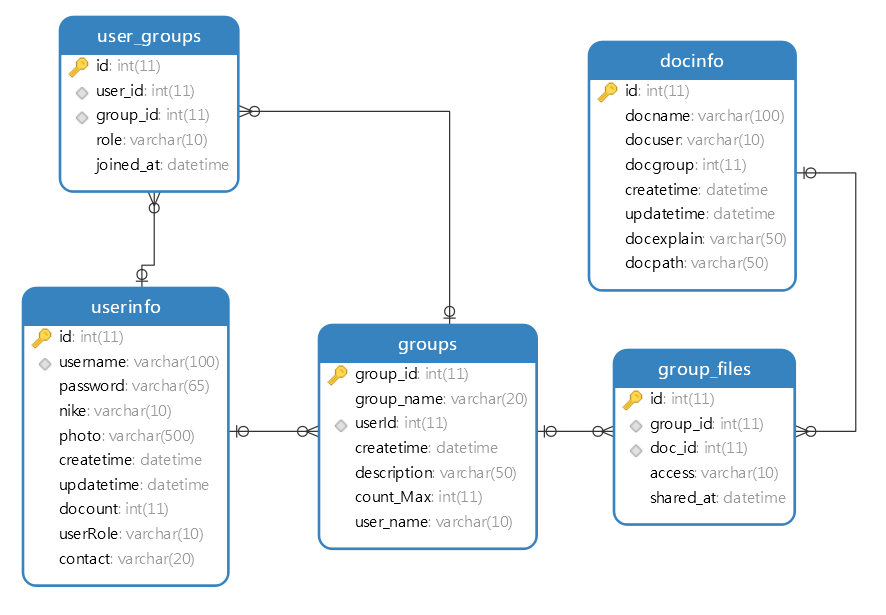 user_groups
id: int(11)
user_id: int(11)
group_id: int(11)
role: varchar(10)
joined_at: datetime
docinfo
id: int(11)
docname: varchar(100)
docuser: varchar(10)
docgroup: int(11)
createtime: datetime
updatetime: datetime
docexplain: varchar(50)
docpath: varchar(50)
userinfo
id: int(11)
username: varchar(100)
password: varchar(65)
nike: varchar(10)
photo: varchar(500)
createtime: datetime
updatetime: datetime
docount: int(11)
userRole: varchar(10)
contact: varchar(20)
groups
group_id: int(11)
group_name: varchar(20)
userId: int(11)
createtime: datetime
description: varchar(50)
count_Max: int(11)
user_name: varchar(10)
group_files
id: int(11)
group_id: int(11)
doc_id: int(11)
access: varchar(10)
shared_at: datetime